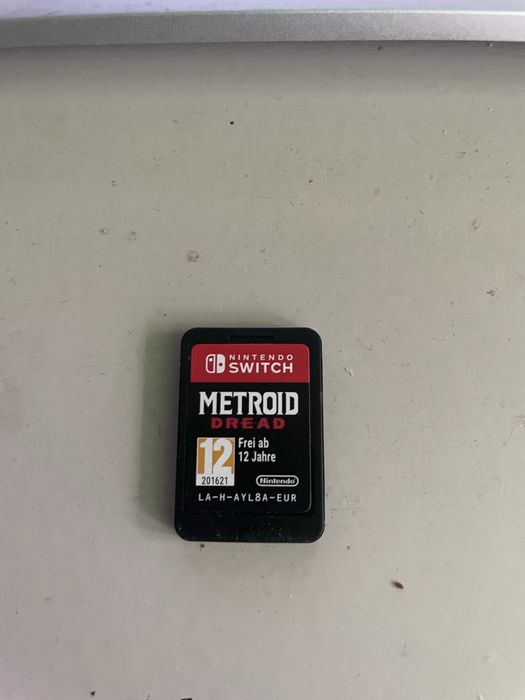 NINTENDO
SWITCH
METROID
DREAD
12
201621
Frei ab
12 Jahre
Nintendo
LA-H-AYL8A-EUR